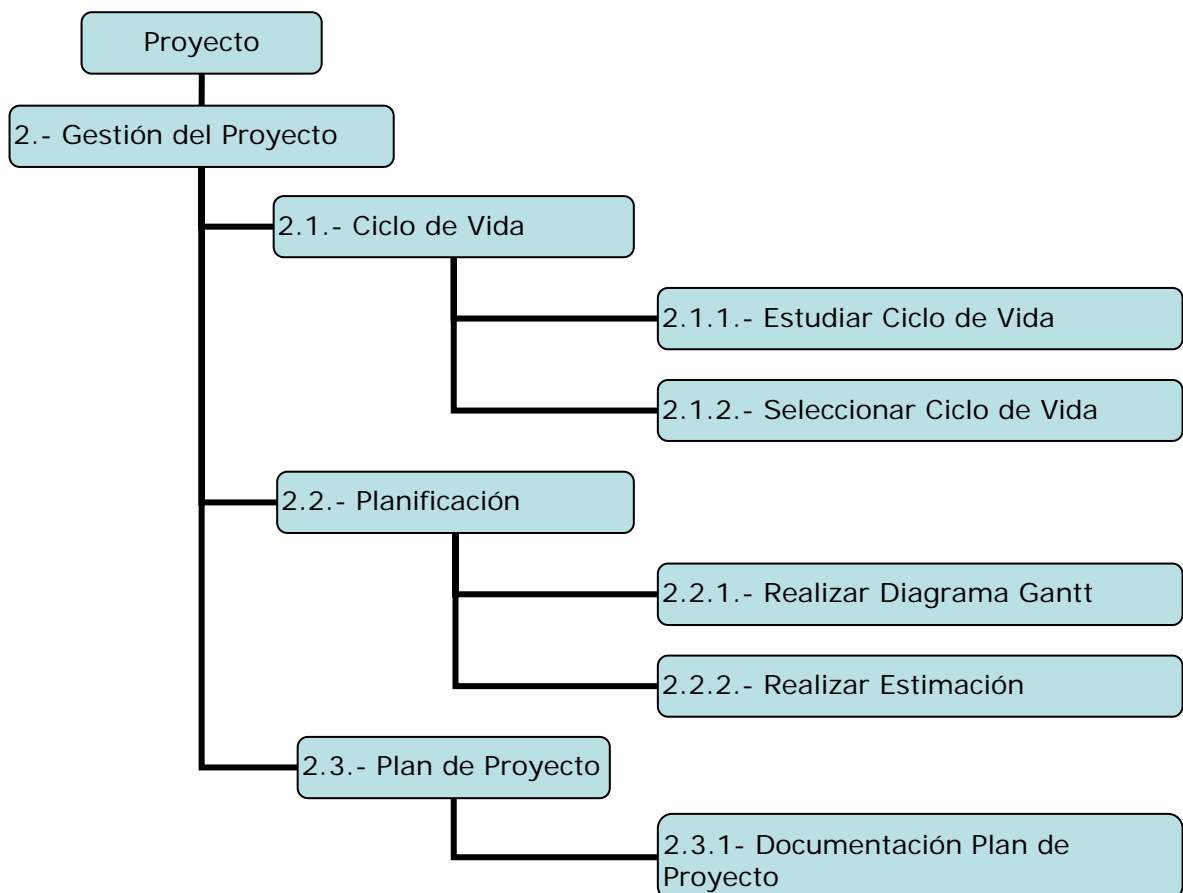 Proyecto
2.- Gestión del Proyecto
2.1.- Ciclo de Vida
2.1.1.- Estudiar Ciclo de Vida
2.1.2.- Seleccionar Ciclo de Vida
2.2.- Planificación
2.2.1.- Realizar Diagrama Gantt
2.2.2.- Realizar Estimación
2.3.- Plan de Proyecto
2.3.1- Documentación Plan de
Proyecto